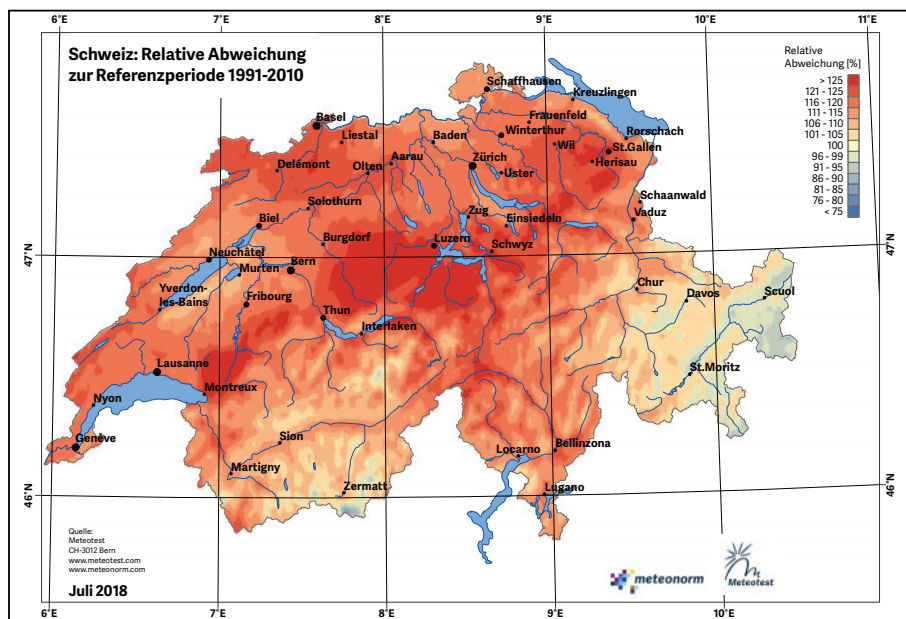 6°E 7°E 8°E 9°E 10°E 11°E
Schweiz: Relative Abweichung
zur Referenzperiode 1991-2010
Relative
Abweichung [%]
> 125
121 - 125
116 - 120
111 - 115
106 - 110
101 - 105
100
96 - 99
91 - 95
86 - 90
81 - 85
76 - 80
< 75
Schaffhausen
Kreuzlingen
Basel
Frauenfeld
Liestal
Baden
Winterthur
Wil
Rorschach
St.Gallen
Herisau
Delémont
Olten
Aarau
Zürich
Uster
Schaanwald
Solothurn
Zug
Einsiedeln
Vaduz
Biel
Burgdorf
Luzern
Schwyz
47°N
47°N
Neuchâtel
Bern
Murten
Yverdon-
les-Bains
Fribourg
Chur
Davos
Scuol
Thun
Interlaken
Lausanne
St.Moritz
Montreux
Nyon
Genève
Sion
Locarno
Bellinzona
Martigny
Zermatt
Lugano
46°N
46°N
Quelle:
Meteotest
CH-3012 Bern
www.meteotest.com
www.meteonorm.com
Juli 2018
meteonorm
Meteotest
6°E 7°E 8°E 9°E 10°E